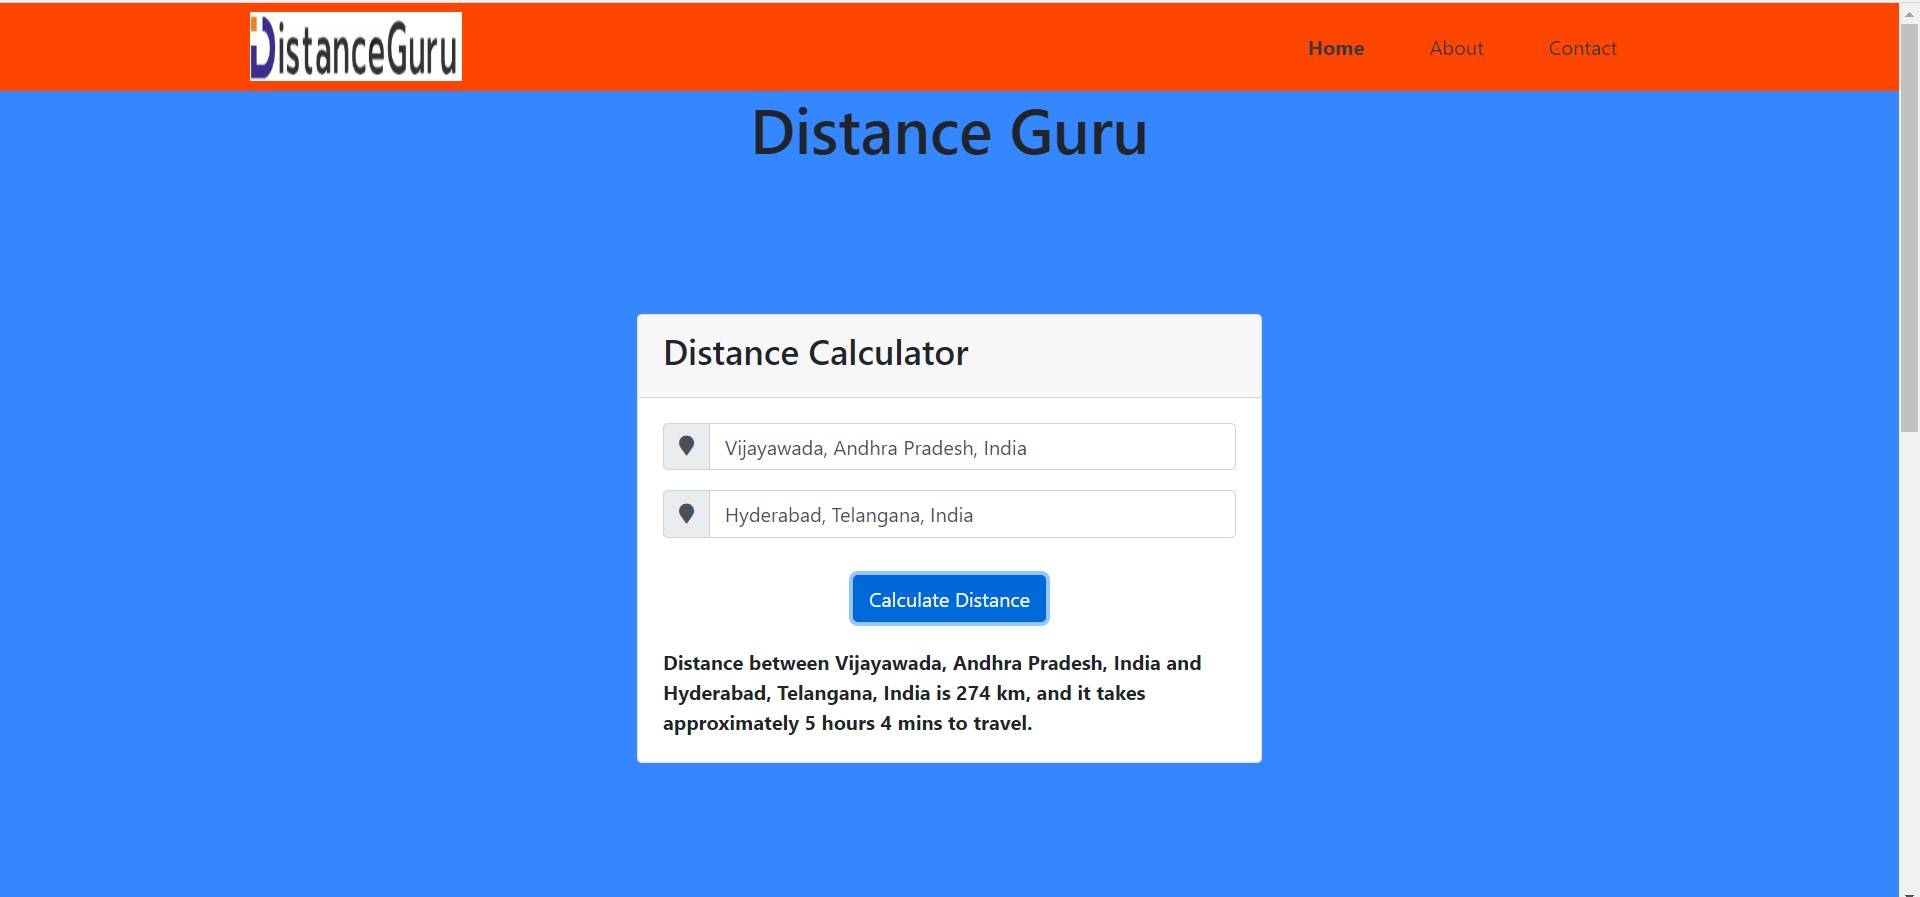 DistanceGuru
Home About Contact
Distance Guru
Distance Calculator
Vijayawada, Andhra Pradesh, India
Hyderabad, Telangana, India
Calculate Distance
Distance between Vijayawada, Andhra Pradesh, India and
Hyderabad, Telangana, India is 274 km, and it takes
approximately 5 hours 4 mins to travel.